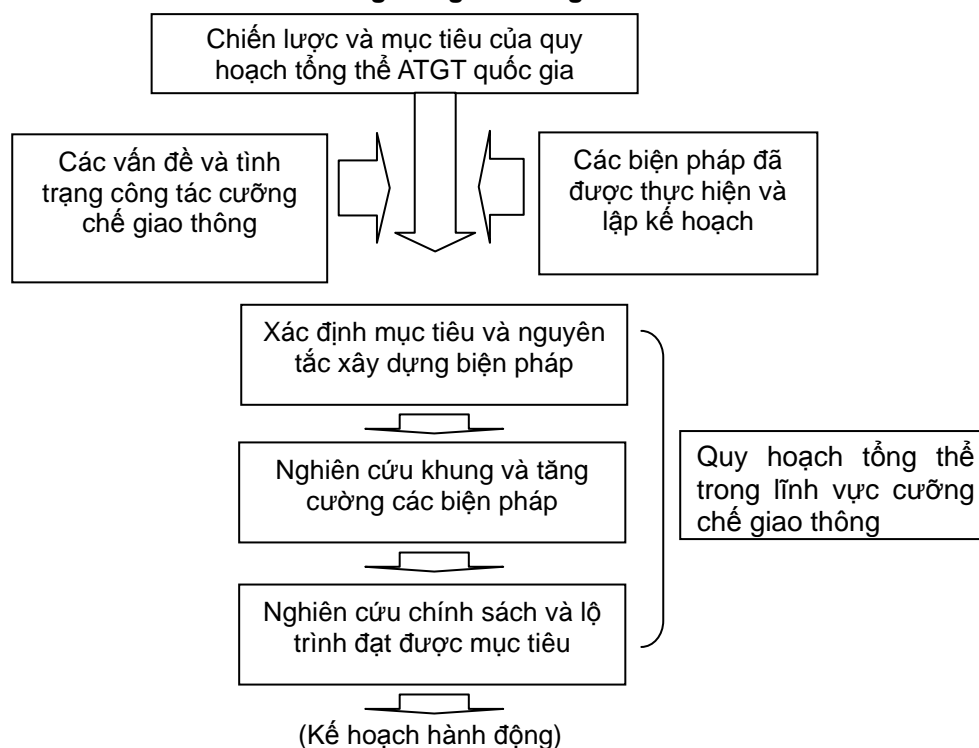 Chiến lược và mục tiêu của quy
hoạch tổng thể ATGT quốc gia
Các vấn đề và tình
trạng công tác cưỡng
chế giao thông
Các biện pháp đã
được thực hiện và
lập kế hoạch
Xác định mục tiêu và nguyên
tắc xây dựng biện pháp
Nghiên cứu khung và tăng
cường các biện pháp
Nghiên cứu chính sách và lộ
trình đạt được mục tiêu
Quy hoạch tổng thể
trong lĩnh vực cưỡng
chế giao thông
(Kế hoạch hành động)